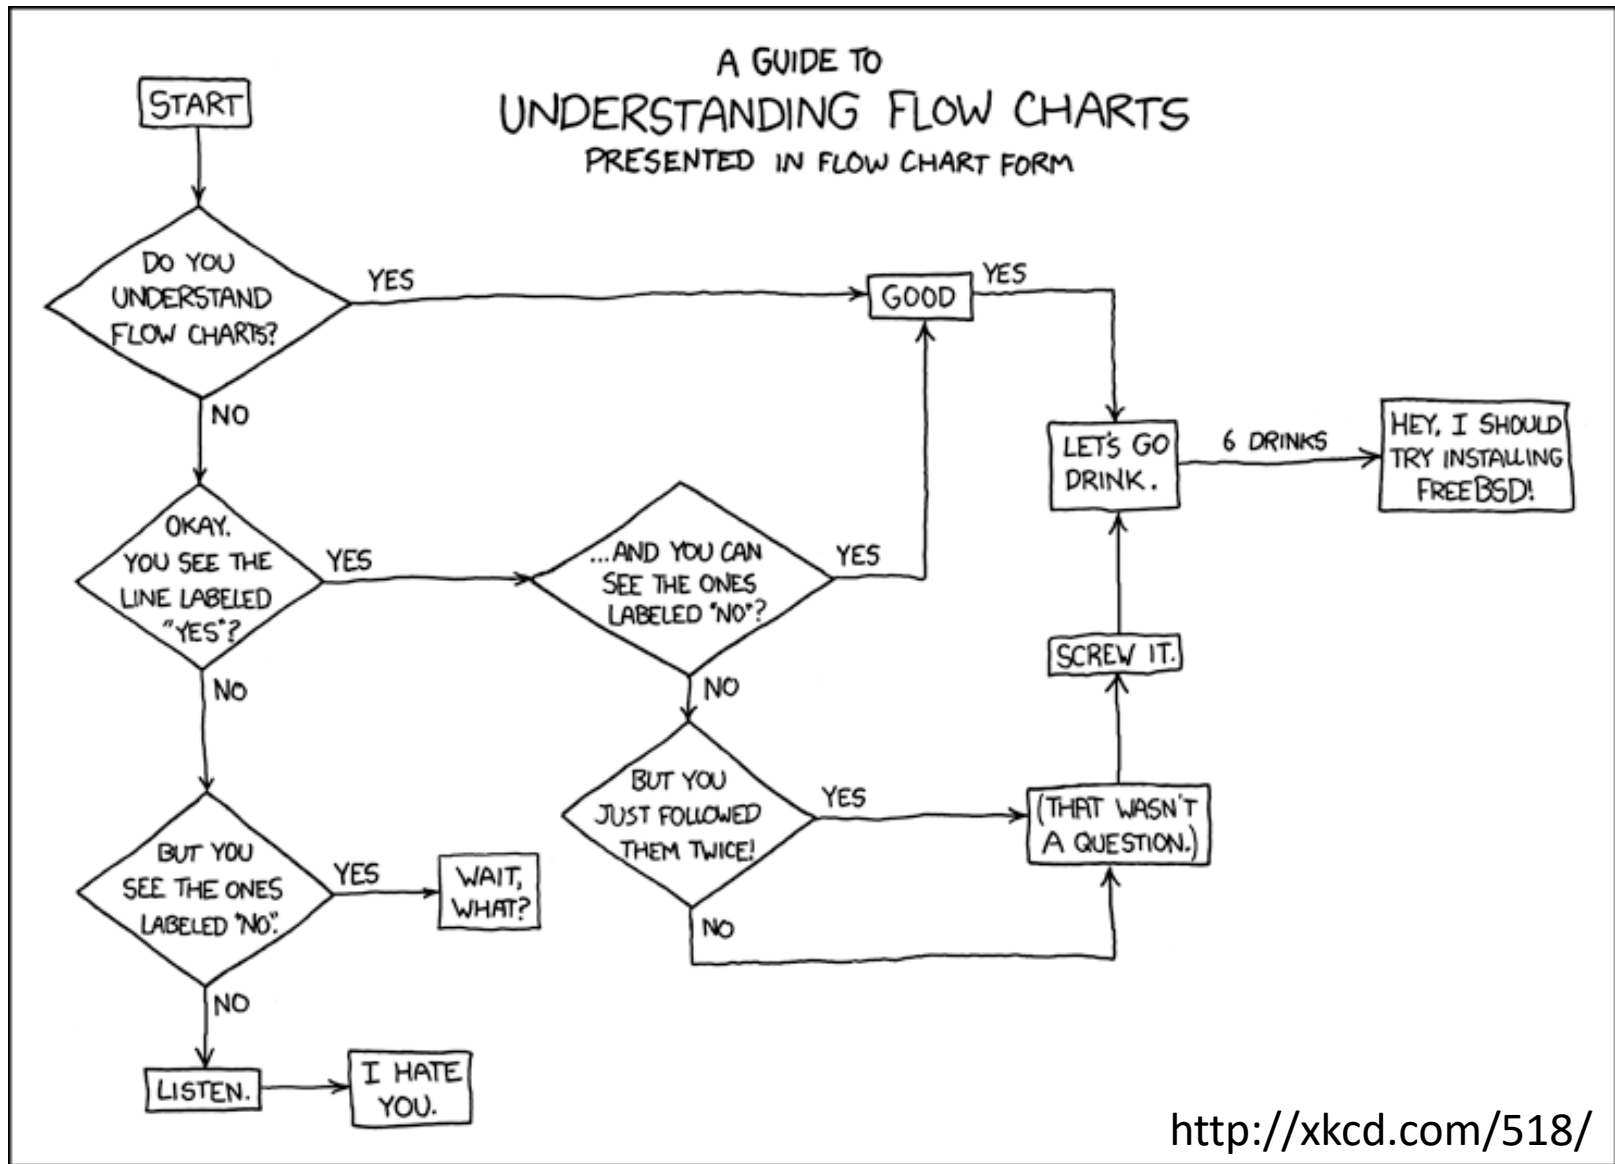 A GUIDE TO
UNDERSTANDING FLOW CHARTS
PRESENTED IN FLOW CHART FORM
START
DO YOU
UNDERSTAND
FLOW CHARTS?
YES
GOOD
YES
NO
LET'S GO
DRINK.
6 DRINKS
HEY, I SHOULD
TRY INSTALLING
FREEBSD!
OKAY.
YOU SEE THE
LINE LABELED
"YES"?
YES
...AND YOU CAN
SEE THE ONES
LABELED "NO"?
YES
NO
NO
SCREW IT.
BUT YOU
JUST FOLLOWED
THEM TWICE!
YES
(THAT WASN'T
A QUESTION.)
NO
BUT YOU
SEE THE ONES
LABELED "NO".
YES
WAIT,
WHAT?
NO
LISTEN.
I HATE
YOU.
http://xkcd.com/518/